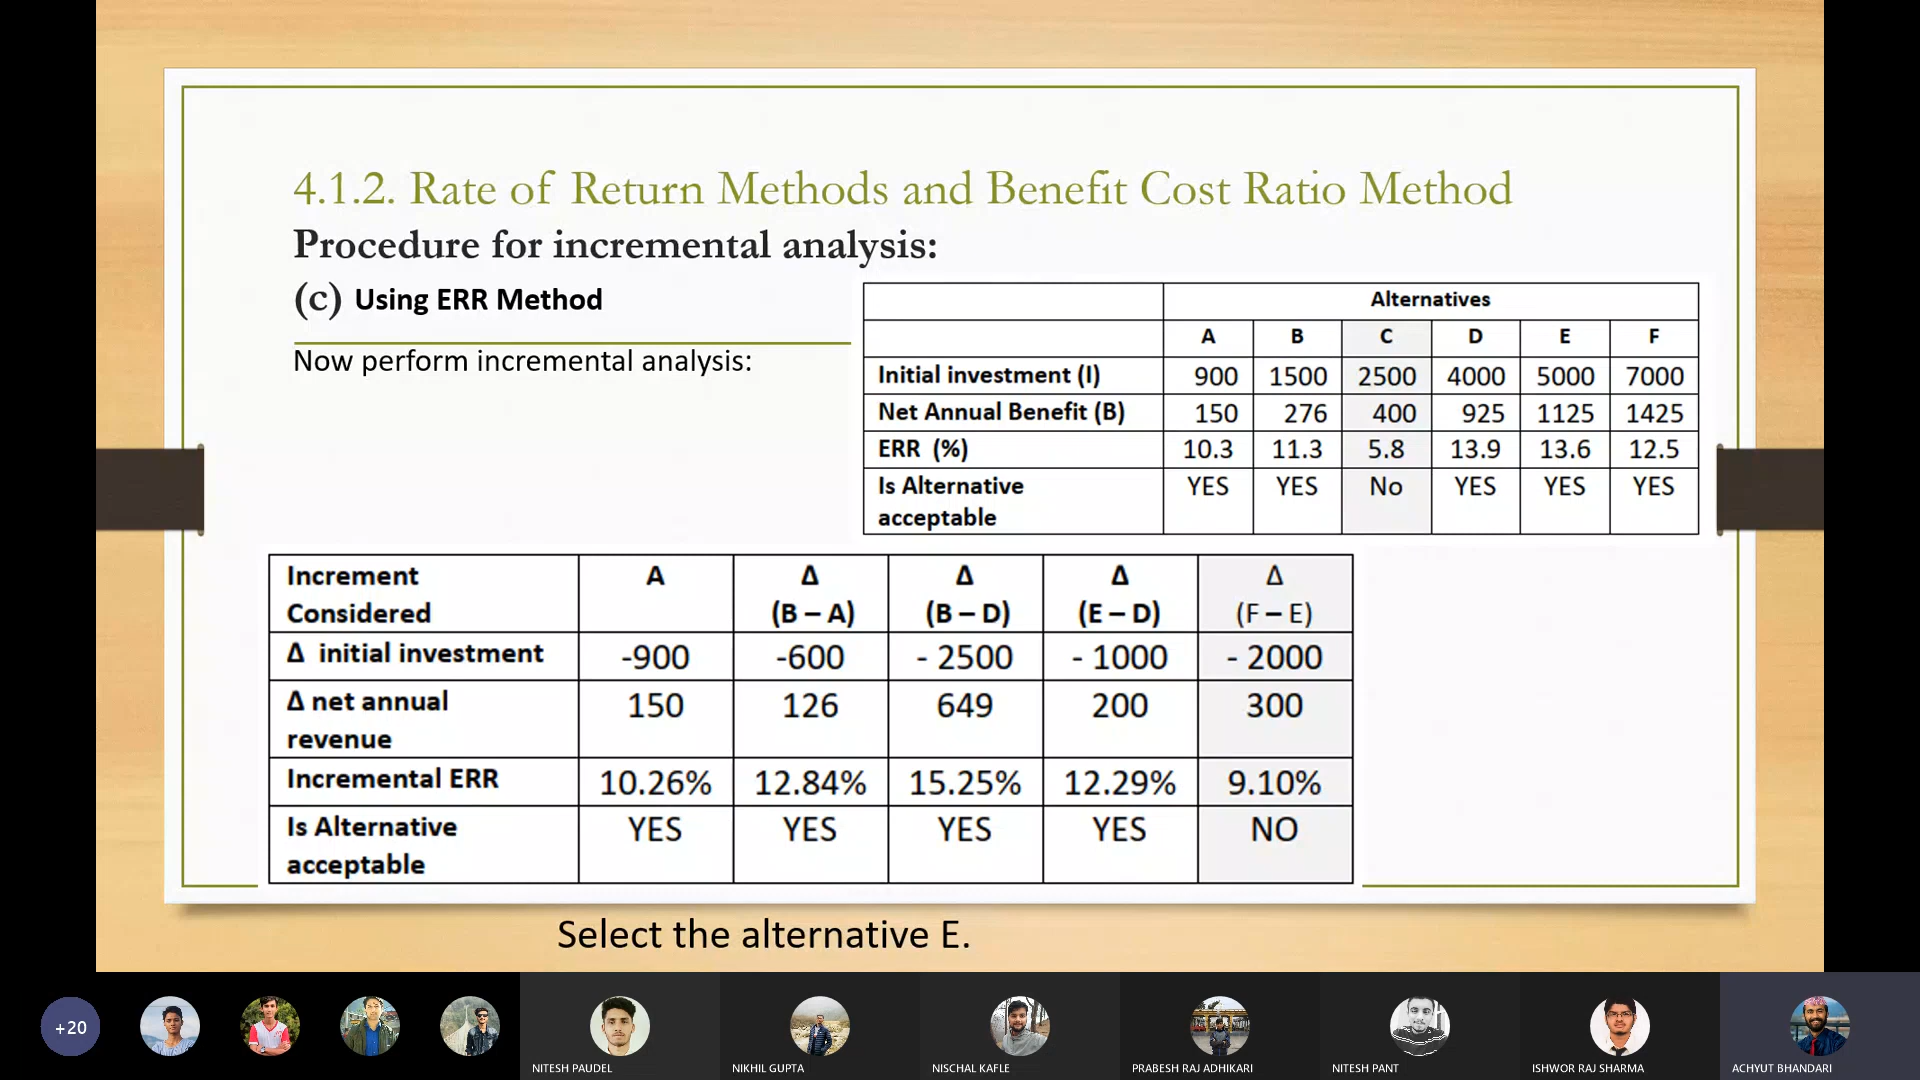 4.1.2. Rate of Return Methods and Benefit Cost Ratio Method
Procedure for incremental analysis:
(c) Using ERR Method
Now perform incremental analysis:
Alternatives
A B C D E F
Initial investment (I) 900 1500 2500 4000 5000 7000
Net Annual Benefit (B) 150 276 400 925 1125 1425
ERR (%) 10.3 11.3 5.8 13.9 13.6 12.5
Is Alternative YES YES No YES YES YES
acceptable
Increment A Δ Δ Δ Δ
Considered (B – A) (B – D) (E – D) (F – E)
Δ initial investment -900 -600 - 2500 - 1000 - 2000
Δ net annual 150 126 649 200 300
revenue
Incremental ERR 10.26% 12.84% 15.25% 12.29% 9.10%
Is Alternative YES YES YES YES NO
acceptable
Select the alternative E.
+20
NITESH PAUDEL NIKHIL GUPTA NISCHAL KAFLE PRABESH RAJ ADHIKARI NITESH PANT ISHWOR RAJ SHARMA ACHYUT BHANDARI